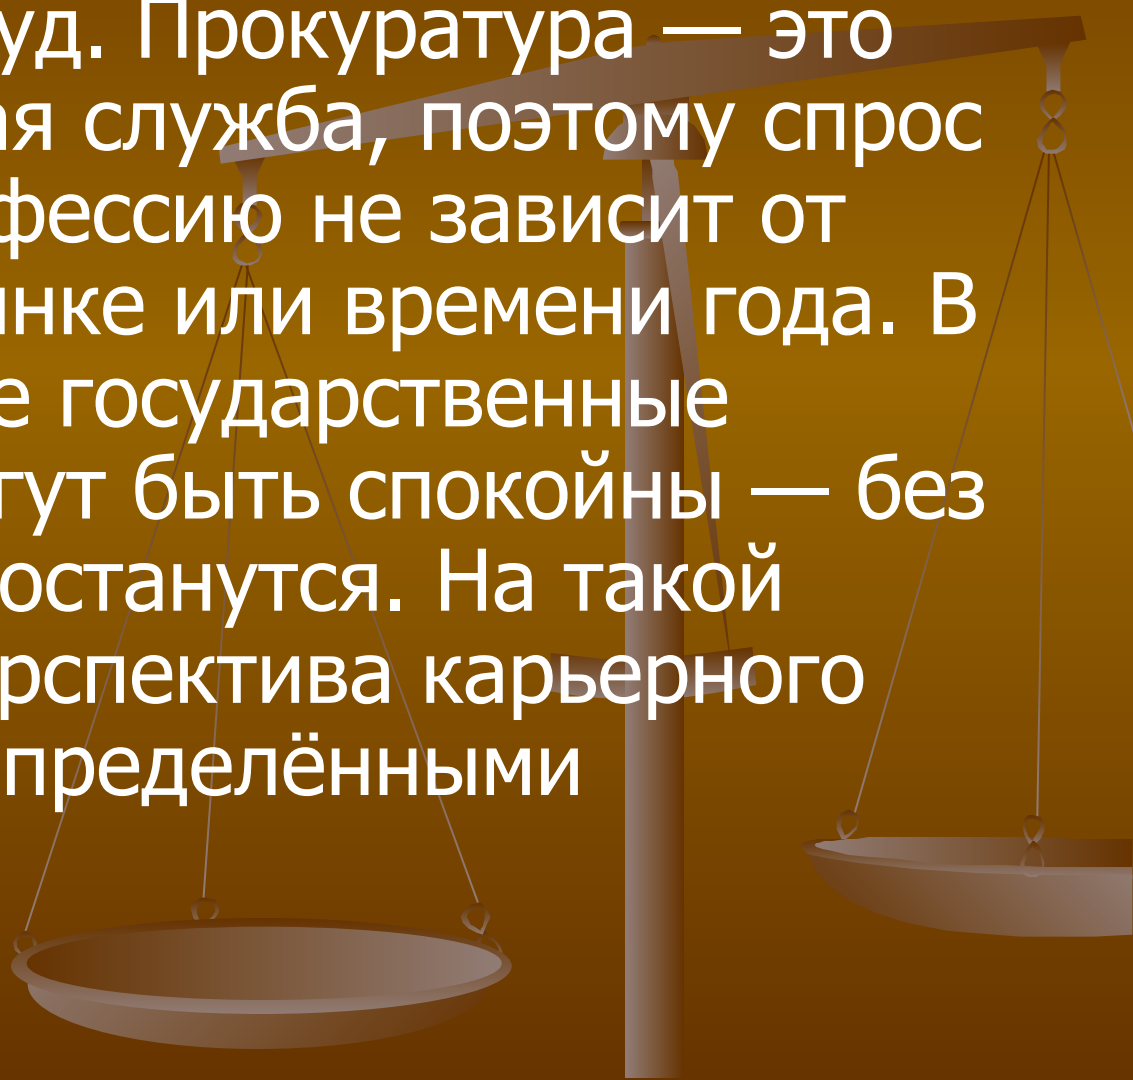 уд. Прокуратура — это
ая служба, поэтому спрос
фессию не зависит от
инке или времени года. В
е государственные
гут быть спокойны — без
останутся. На такой
рспектива карьерного
пределёнными